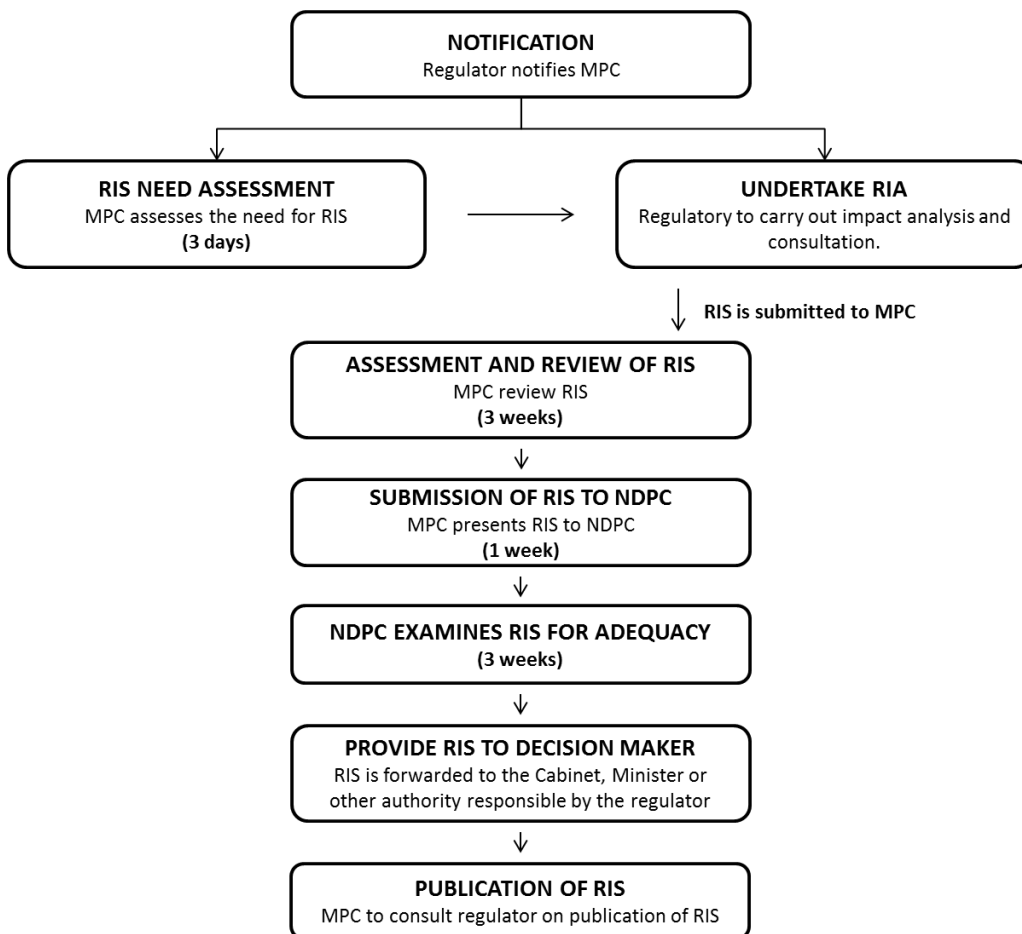 NOTIFICATION
Regulator notifies MPC
RIS NEED ASSESSMENT
MPC assesses the need for RIS
(3 days)
UNDERTAKE RIA
Regulatory to carry out impact analysis and
consultation.
RIS is submitted to MPC
ASSESSMENT AND REVIEW OF RIS
MPC review RIS
(3 weeks)
SUBMISSION OF RIS TO NDPC
MPC presents RIS to NDPC
(1 week)
NDPC EXAMINES RIS FOR ADEQUACY
(3 weeks)
PROVIDE RIS TO DECISION MAKER
RIS is forwarded to the Cabinet, Minister or
other authority responsible by the regulator
PUBLICATION OF RIS
MPC to consult regulator on publication of RIS